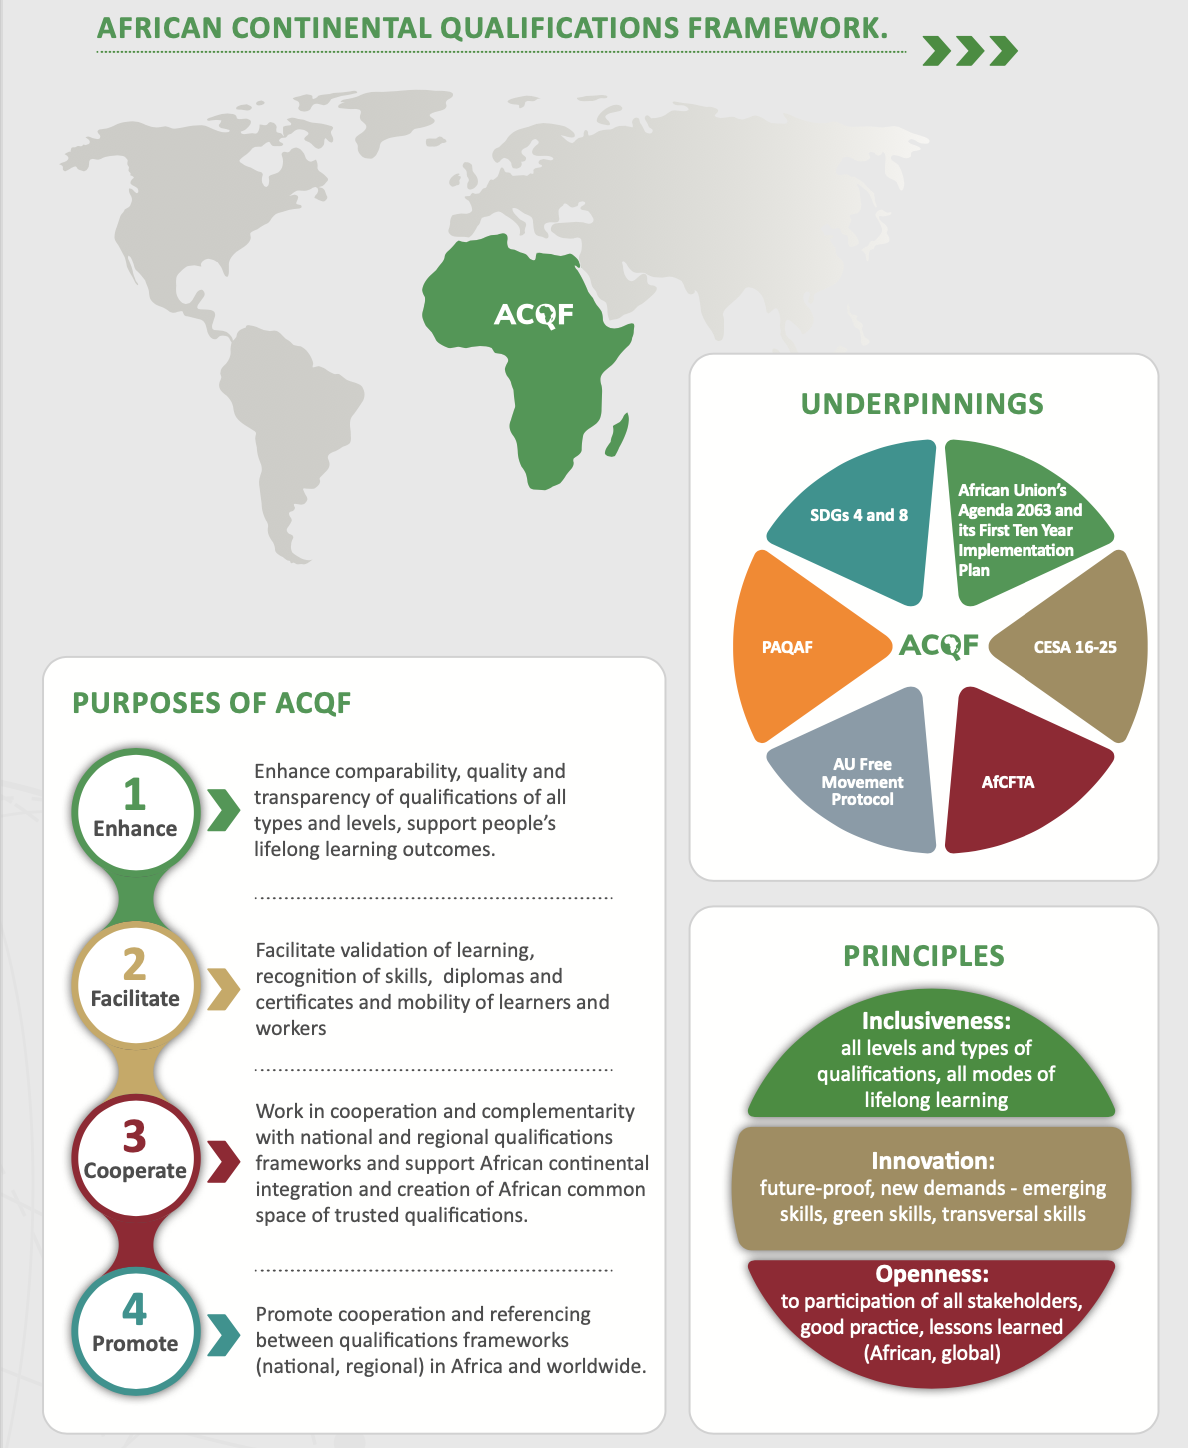 AFRICAN CONTINENTAL QUALIFICATIONS FRAMEWORK.
ACQF
UNDERPINNINGS
SDGs 4 and 8
African Union's
Agenda 2063 and
its First Ten Year
Implementation
Plan
PAQAF
ACQF
CESA 16-25
AU Free
Movement
Protocol
AfCFTA
PURPOSES OF ACQF
1
Enhance
Enhance comparability, quality and
transparency of qualifications of all
types and levels, support people's
lifelong learning outcomes.
2
Facilitate
Facilitate validation of learning,
recognition of skills,  diplomas and
certificates and mobility of learners and
workers
3
Cooperate
Work in cooperation and complementarity
with national and regional qualifications
frameworks and support African continental
integration and creation of African common
space of trusted qualifications.
4
Promote
Promote cooperation and referencing
between qualifications frameworks
(national, regional) in Africa and worldwide.
PRINCIPLES
Inclusiveness:
all levels and types of
qualifications, all modes of
lifelong learning
Innovation:
future-proof, new demands - emerging
skills, green skills, transversal skills
Openness:
to participation of all stakeholders,
good practice, lessons learned
(African, global)